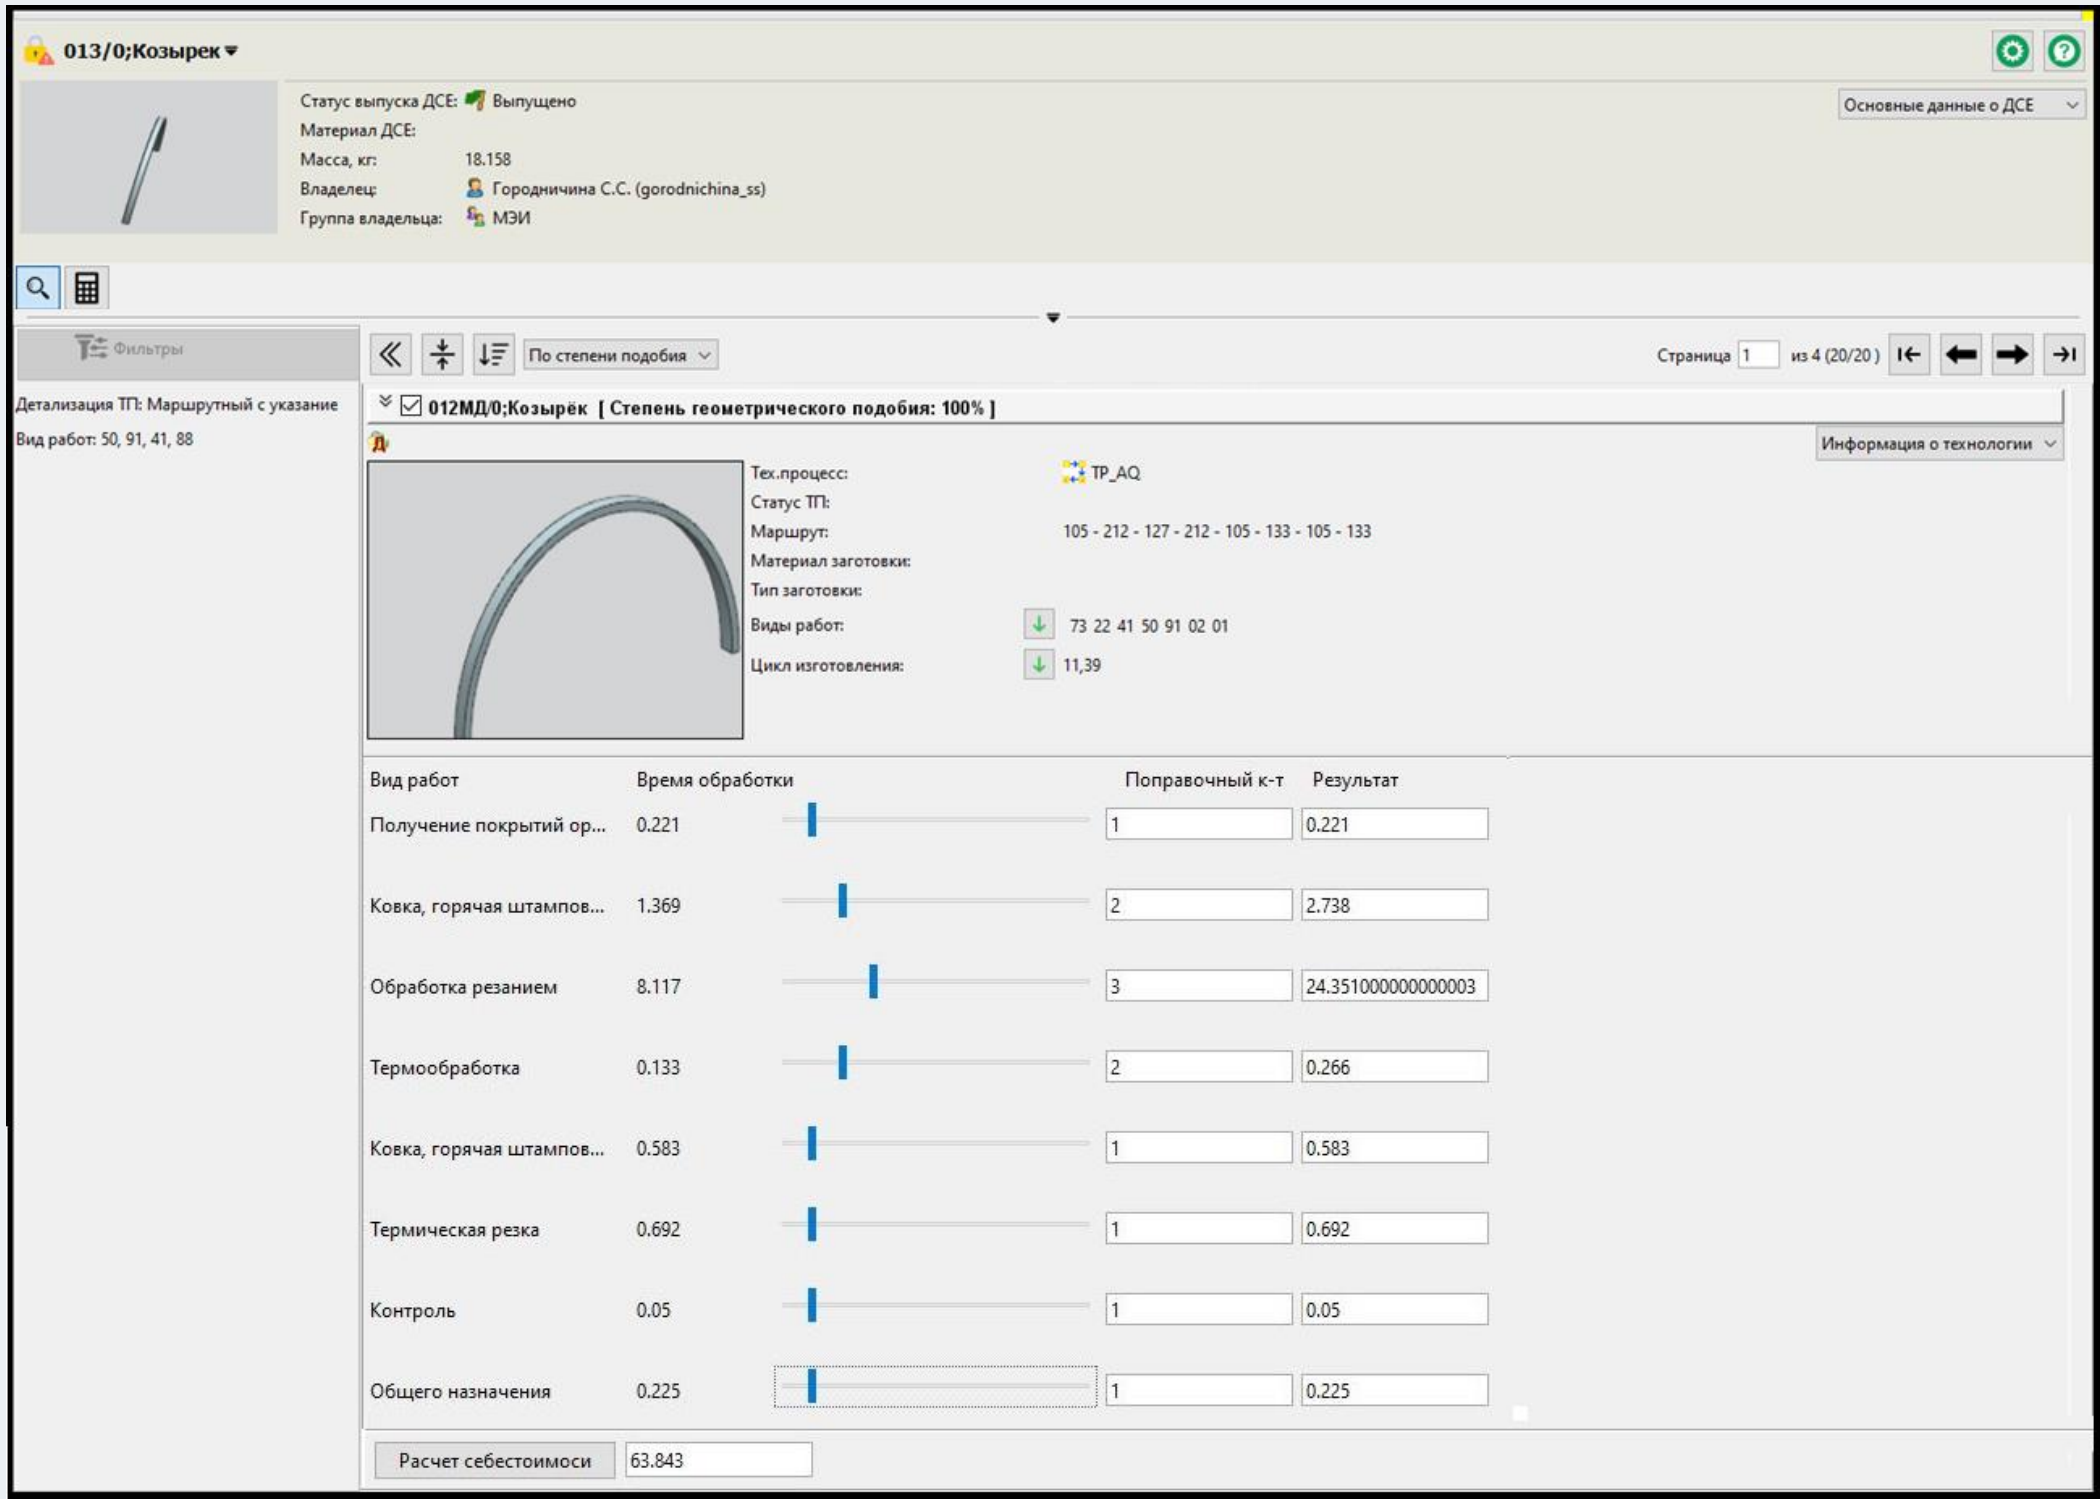 013/0;Козырек
Статус выпуска ДСЕ: Выпущено
Основные данные о ДСЕ
Материал ДСЕ:
Масса, кг: 18.158
Владелец: Городничина С.С. (gorodnichina_ss)
Группа владельца: МЭИ
Фильтры
По степени подобия
Страница 1 из 4 (20/20 )
Детализация ТП: Маршрутный с указание
Вид работ: 50, 91, 41, 88
012МД/0;Козырёк [ Степень геометрического подобия: 100% ]
Информация о технологии
Тех.процесс: TP_AQ
Статус ТП:
Маршрут: 105 - 212 - 127 - 212 - 105 - 133 - 105 - 133
Материал заготовки:
Тип заготовки:
Виды работ: 73 22 41 50 91 02 01
Цикл изготовления: 11,39
Вид работ Время обработки Поправочный к-т Результат
Получение покрытий ор... 0.221 1 0.221
Ковка, горячая штампов... 1.369 2 2.738
Обработка резанием 8.117 3 24.351000000000003
Термообработка 0.133 2 0.266
Ковка, горячая штампов... 0.583 1 0.583
Термическая резка 0.692 1 0.692
Контроль 0.05 1 0.05
Общего назначения 0.225 1 0.225
Расчет себестоимоси 63.843